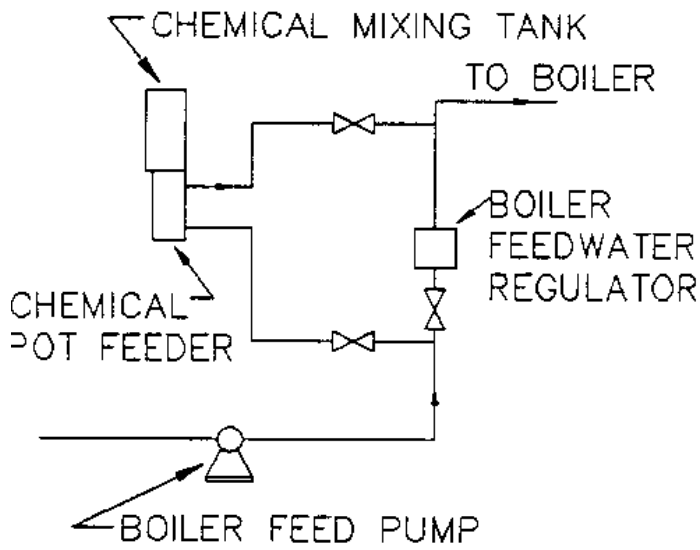 CHEMICAL MIXING TANK
TO BOILER
BOILER
FEEDWATER
REGULATOR
CHEMICAL
POT FEEDER
BOILER FEED PUMP